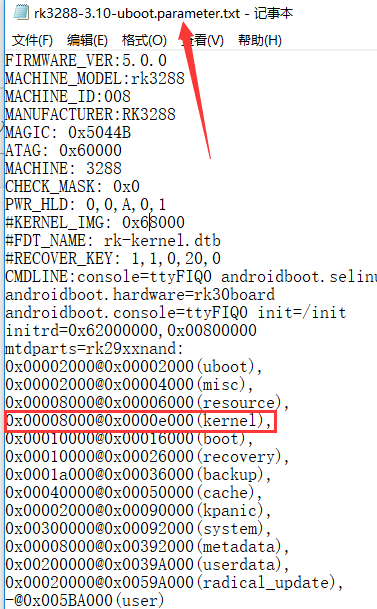 rk3288-3.10-uboot.parameter.txt - 记事本
编辑(E) 格式(O) 查看(V) 帮助(H)
FIRMWARE_VER:5.0.0
MACHINE_MODEL:rk3288
MACHINE_ID:008
MANUFACTURER:RK3288
MAGIC: 0x5044B
ATAG: 0x60000
MACHINE: 3288
CHECK_MASK: 0x0
PWR_HLD: 0,0,A,0,1
#KERNEL_IMG: 0x68000
#FDT_NAME: rk-kernel.dtb
#RECOVER_KEY: 1,1,0,20,0
CMDLINE:console=ttyFIQ0 androidboot.selinu
androidboot.hardware=rk30board
androidboot.console=ttyFIQ0 init=/init
initrd=0x62000000,0x00800000
mtdparts=rk29xxnand:
0x00002000@0x00002000(uboot),
0x00002000@0x00004000(misc),
0x00008000@0x00006000(resource),
0x00008000@0x0000e000(kernel),
0x00010000@0x00016000(boot),
0x00010000@0x00026000(recovery),
0x0001a000@0x00036000(backup),
0x00040000@0x00050000(cache),
0x00002000@0x00090000(kpanic),
0x00300000@0x00092000(system),
0x00008000@0x00392000(metadata),
0x00200000@0x0039A000(userdata),
0x00020000@0x0059A000(radical_update),
-@0x005BA000(user)